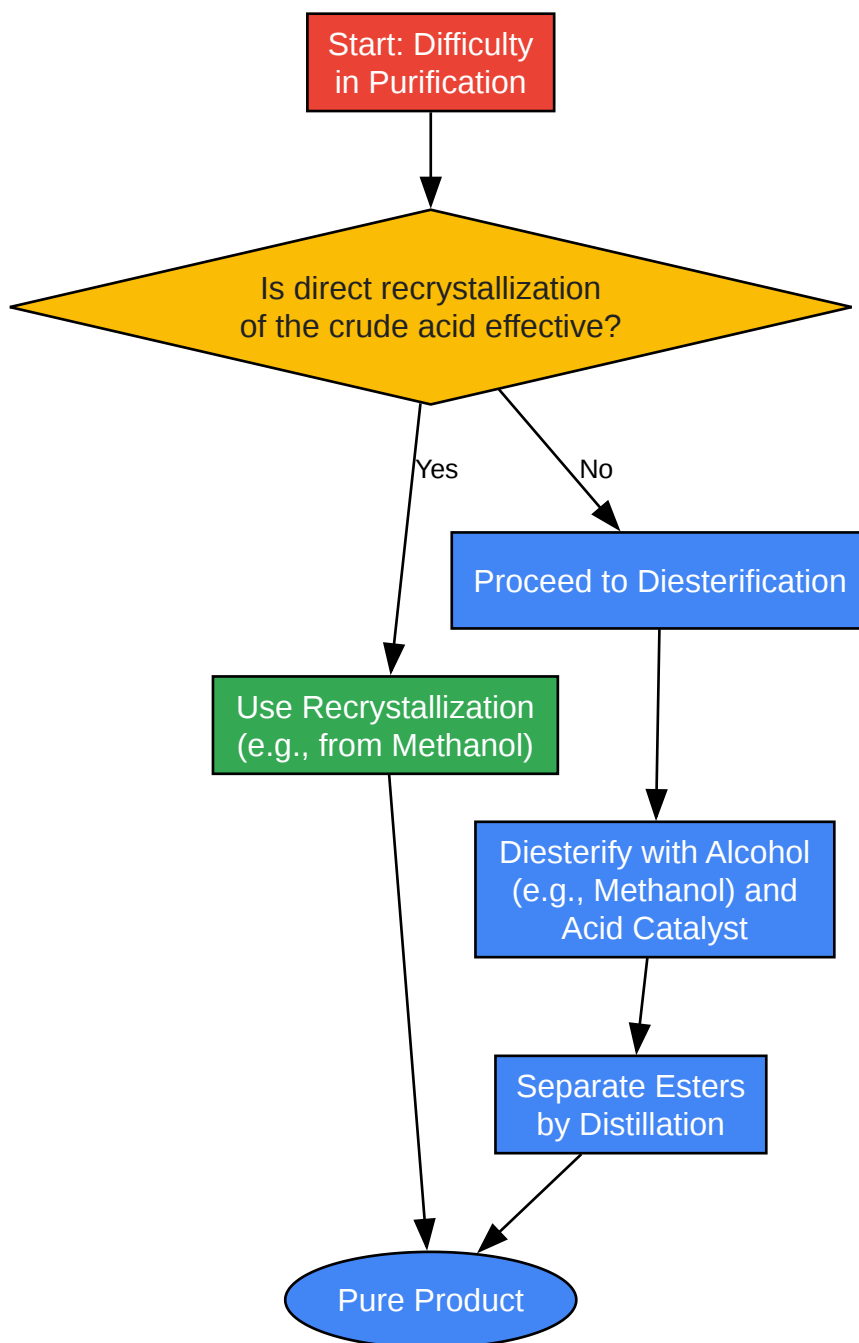 Start: Difficulty
in Purification
Is direct recrystallization
of the crude acid effective?
Yes
No
Proceed to Diesterification
Use Recrystallization
(e.g., from Methanol)
Diesterify with Alcohol
(e.g., Methanol) and
Acid Catalyst
Separate Esters
by Distillation
Pure Product